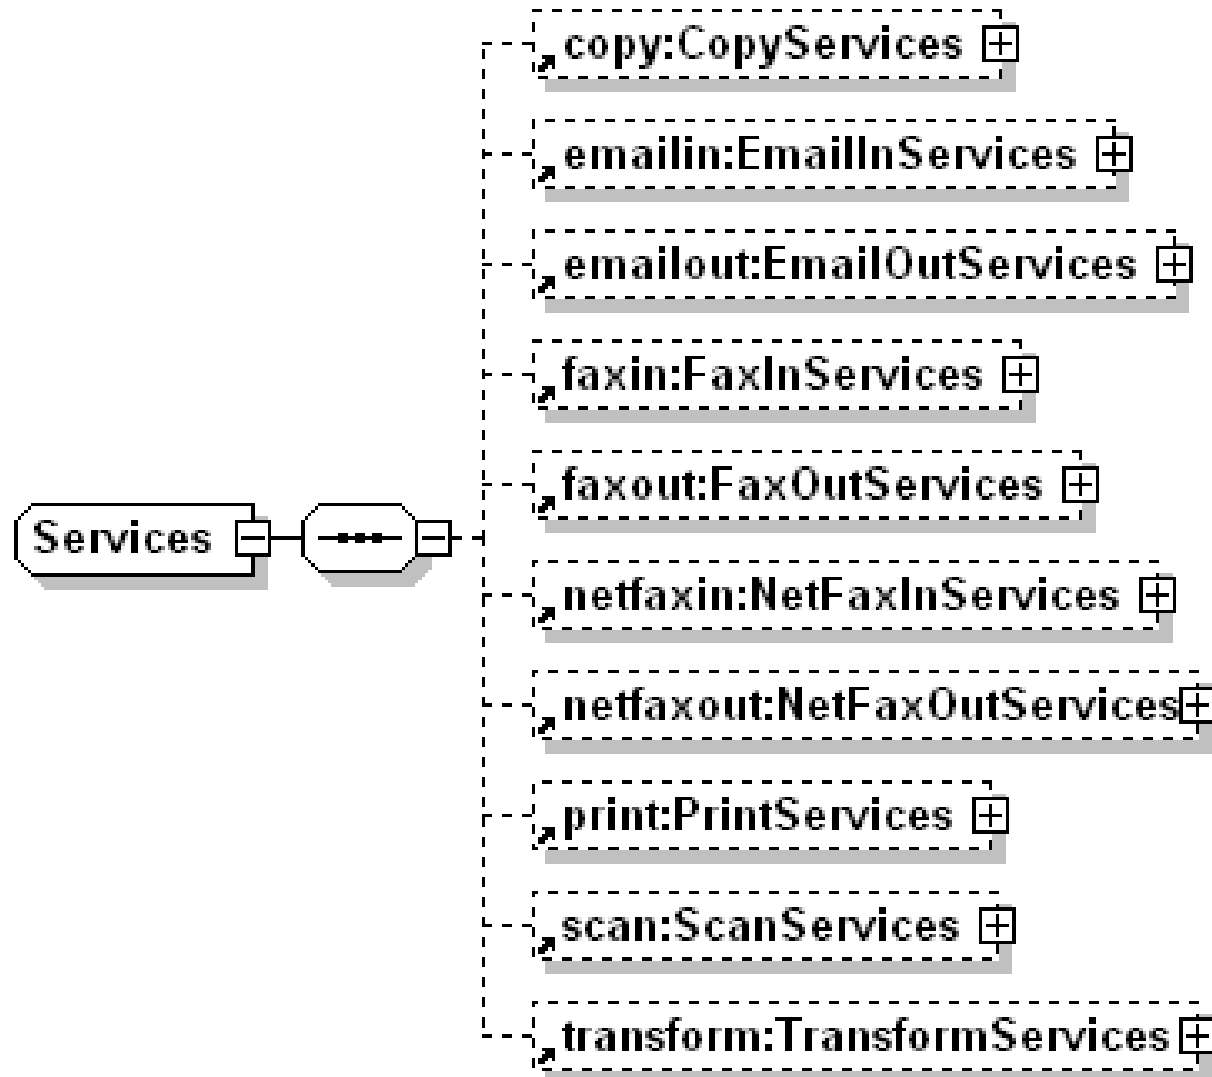 copy:CopyServices
emailin:EmailInServices
emailout:EmailOutServices
faxin:FaxInServices
faxout:FaxOutServices
Services
netfaxin:NetFaxInServices
netfaxout:NetFaxOutServices
print:PrintServices
scan:ScanServices
transform:TransformServices